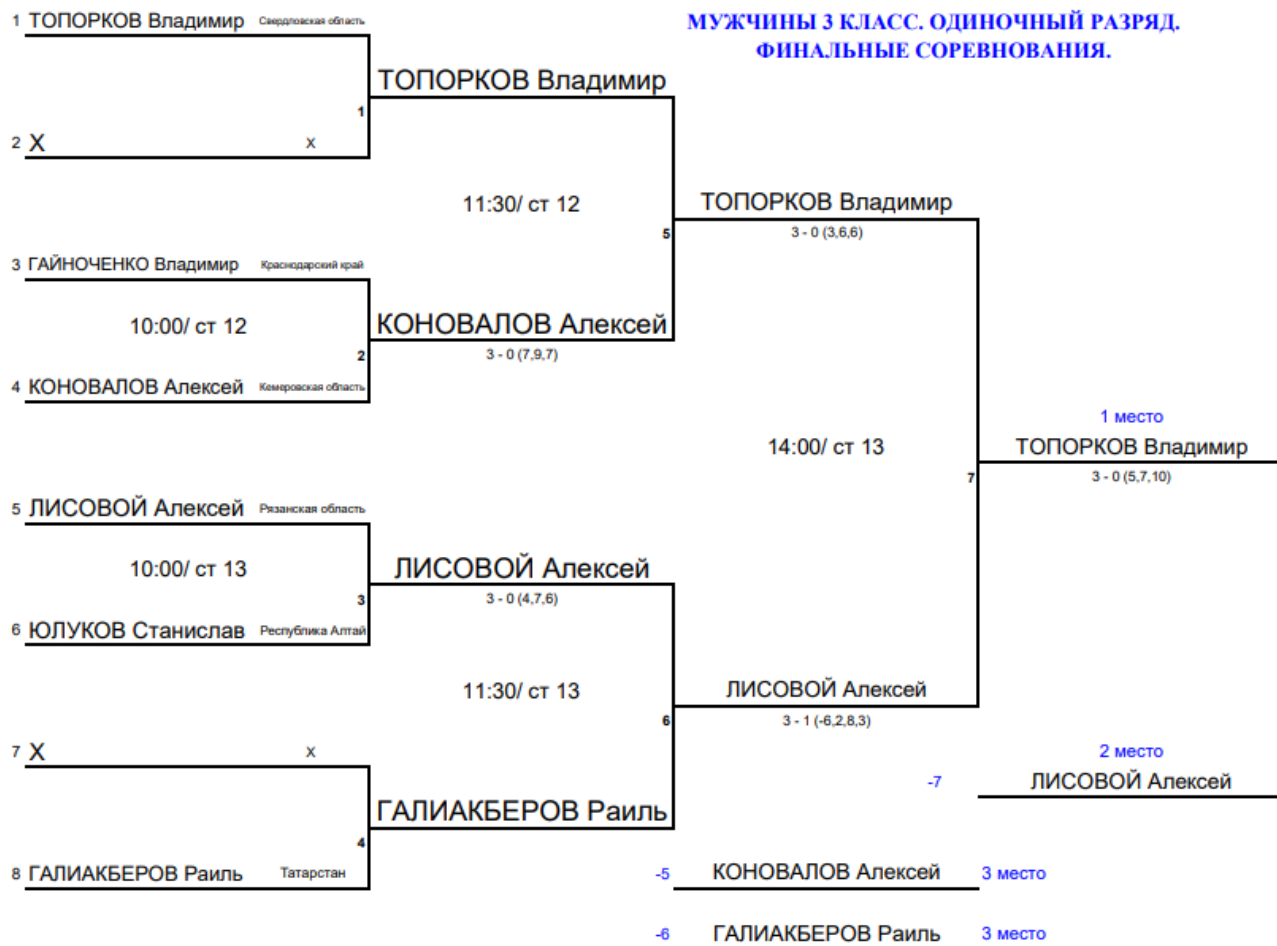 1 ТОПОРКОВ Владимир Свердловская область
МУЖЧИНЫ 3 КЛАСС. ОДИНОЧНЫЙ РАЗРЯД.
ФИНАЛЬНЫЕ СОРЕВНОВАНИЯ.
ТОПОРКОВ Владимир
1
2 X X
11:30/ ст 12
ТОПОРКОВ Владимир
5
3 - 0 (3,6,6)
3 ГАЙНОЧЕНКО Владимир Краснодарский край
10:00/ ст 12
КОНОВАЛОВ Алексей
2
3 - 0 (7,9,7)
4 КОНОВАЛОВ Алексей Кемеровская область
1 место
14:00/ ст 13
ТОПОРКОВ Владимир
7
3 - 0 (5,7,10)
5 ЛИСОВОЙ Алексей Рязанская область
10:00/ ст 13
ЛИСОВОЙ Алексей
3
3 - 0 (4,7,6)
6 ЮЛУКОВ Станислав Республика Алтай
11:30/ ст 13
ЛИСОВОЙ Алексей
6
3 - 1 (-6,2,8,3)
7 X X
2 место
-7 ЛИСОВОЙ Алексей
ГАЛИАКБЕРОВ Раиль
4
8 ГАЛИАКБЕРОВ Раиль Татарстан
-5 КОНОВАЛОВ Алексей 3 место
-6 ГАЛИАКБЕРОВ Раиль 3 место